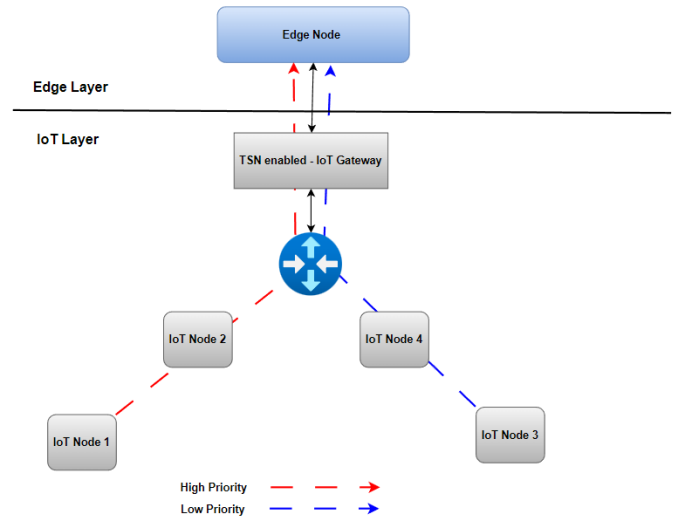 Edge Node
Edge Layer
IoT Layer
TSN enabled - IoT Gateway
IoT Node 2
IoT Node 4
IoT Node 1
IoT Node 3
High Priority
Low Priority